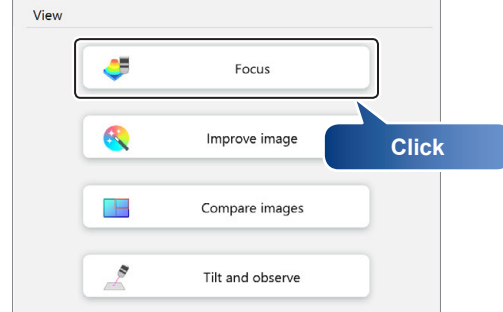 View
Focus
Improve image
Click
Compare images
Tilt and observe